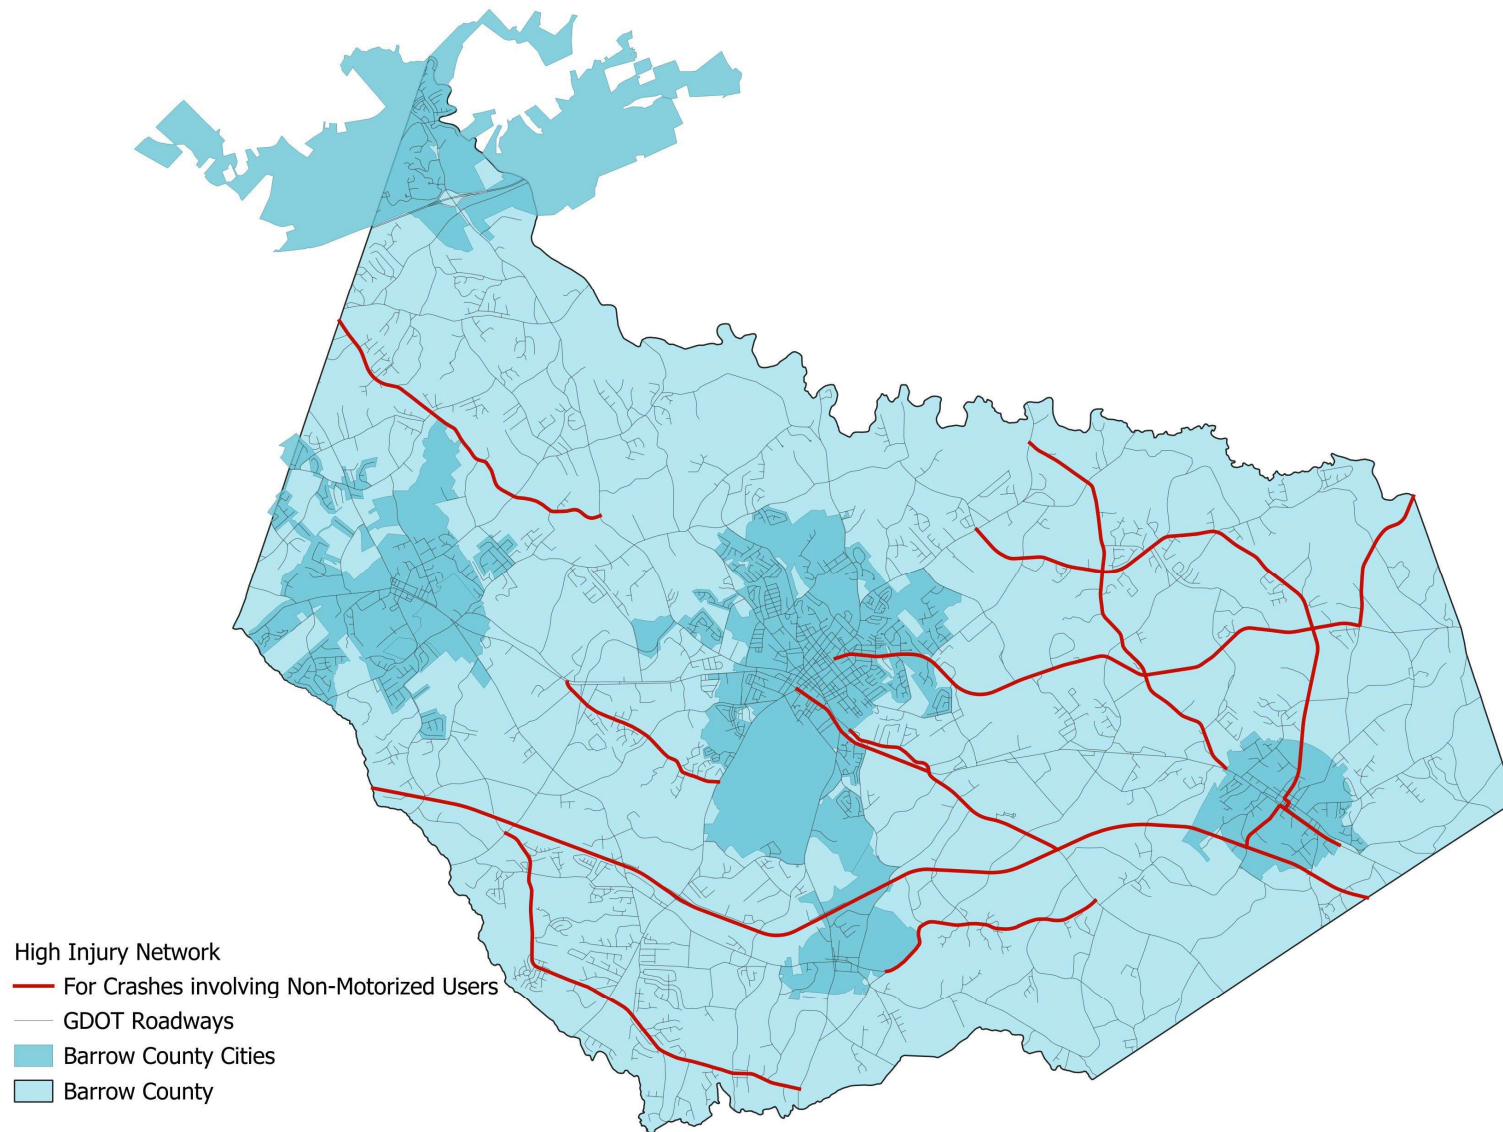 High Injury Network
For Crashes involving Non-Motorized Users
GDOT Roadways
Barrow County Cities
Barrow County